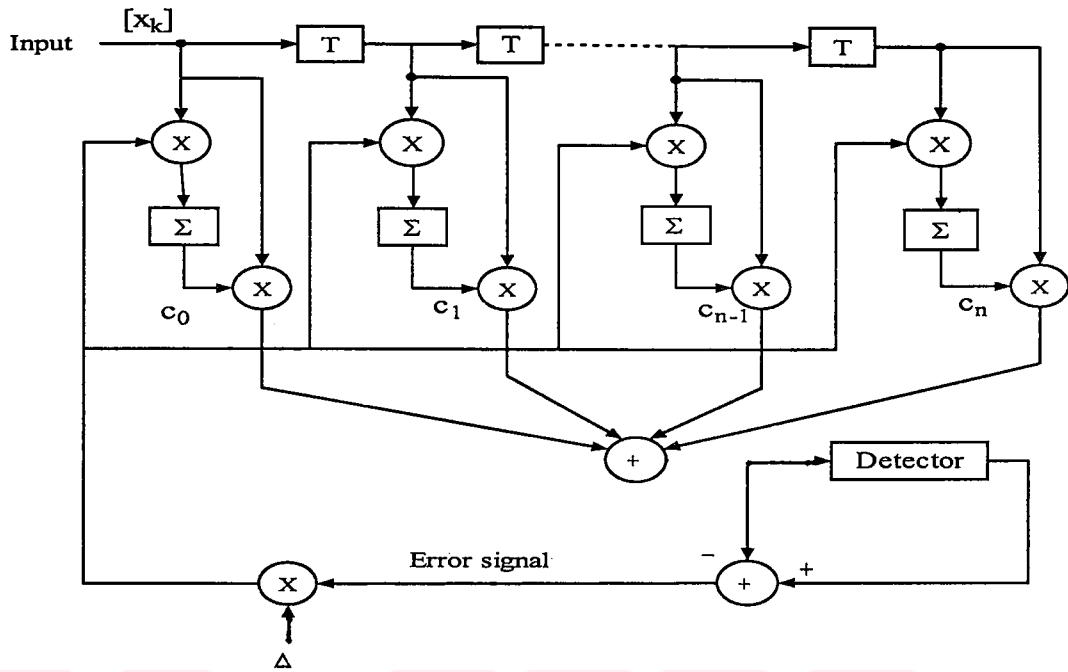 [x_k]
Input
T
T
T
X
X
X
X
Σ
Σ
Σ
Σ
X
X
X
X
c_0
c_1
c_{n-1}
c_n
+
Detector
Error signal
−
+
+
X
Δ